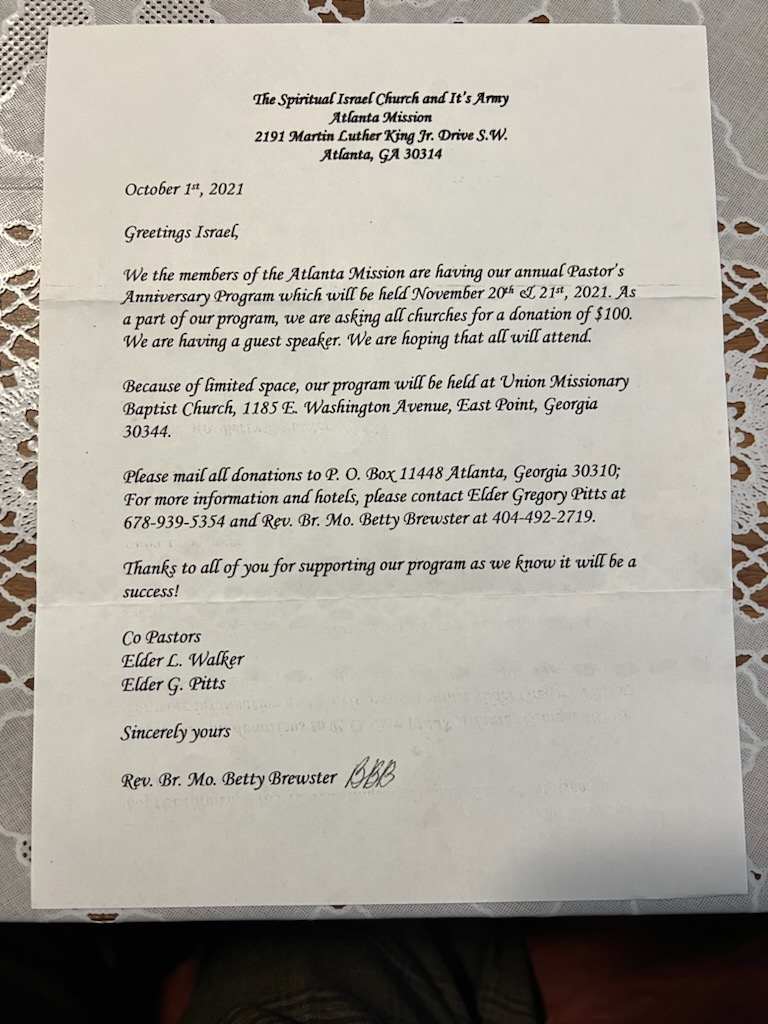 The Spiritual Israel Church and It's Army
Atlanta Mission
2191 Martin Luther King Jr. Drive S.W.
Atlanta, GA 30314
October 1st, 2021
Greetings Israel,
We the members of the Atlanta Mission are having our annual Pastor's
Anniversary Program which will be held November 20th & 21st, 2021. As
a part of our program, we are asking all churches for a donation of $100.
We are having a guest speaker. We are hoping that all will attend.
Because of limited space, our program will be held at Union Missionary
Baptist Church, 1185 E. Washington Avenue, East Point, Georgia
30344.
Please mail all donations to P. O. Box 11448 Atlanta, Georgia 30310;
For more information and hotels, please contact Elder Gregory Pitts at
678-939-5354 and Rev. Br. Mo. Betty Brewster at 404-492-2719.
Thanks to all of you for supporting our program as we know it will be a
success!
Co Pastors
Elder L. Walker
Elder G. Pitts
Sincerely yours
Rev. Br. Mo. Betty Brewster BBB